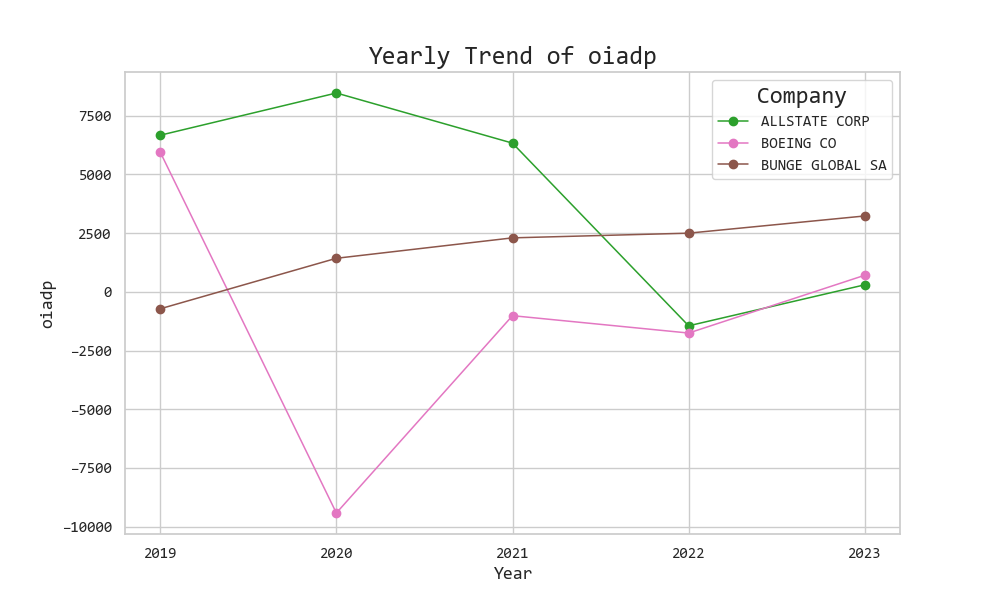 Yearly Trend of oiadp
Company
ALLSTATE CORP
BOEING CO
BUNGE GLOBAL SA
7500
5000
2500
0
−2500
−5000
−7500
−10000
oiadp
2019 2020 2021 2022 2023
Year